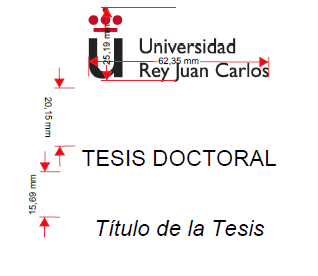 Universidad
Rey Juan Carlos
25,19 mm
62,35 mm
20,15 mm
TESIS DOCTORAL
15,69 mm
Título de la Tesis